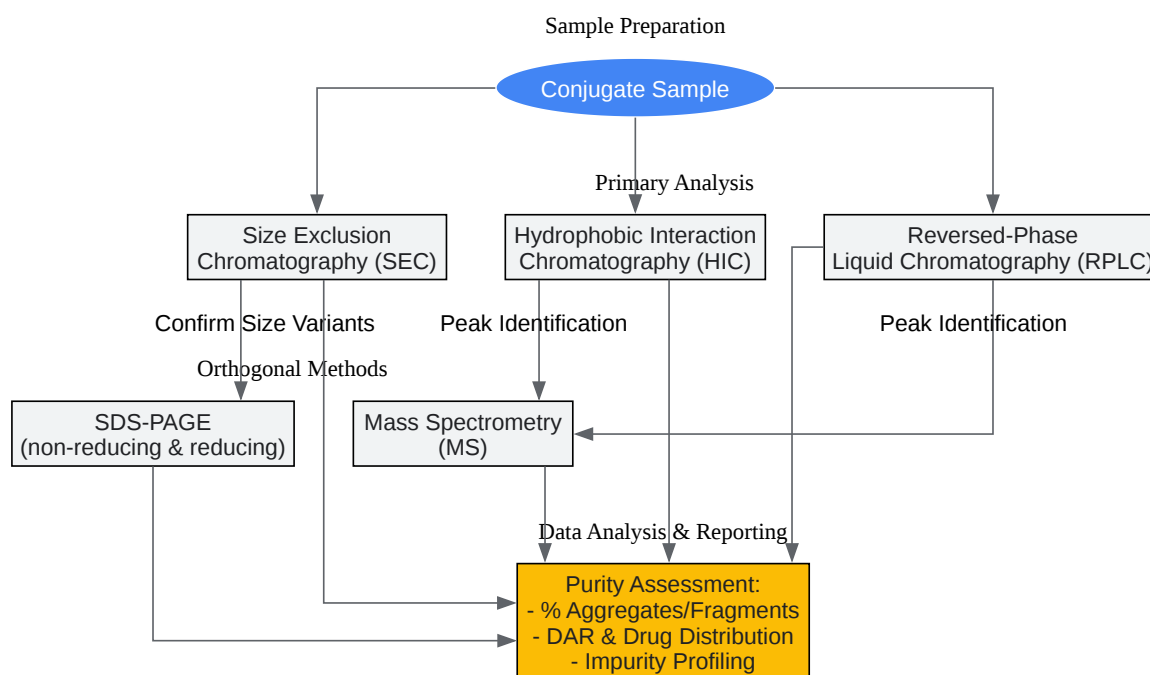 Sample Preparation
Conjugate Sample
Primary Analysis
Size Exclusion
Chromatography (SEC)
Hydrophobic Interaction
Chromatography (HIC)
Reversed-Phase
Liquid Chromatography (RPLC)
Confirm Size Variants
Peak Identification
Peak Identification
Orthogonal Methods
SDS-PAGE
(non-reducing & reducing)
Mass Spectrometry
(MS)
Data Analysis & Reporting
Purity Assessment:
- % Aggregates/Fragments
- DAR & Drug Distribution
- Impurity Profiling